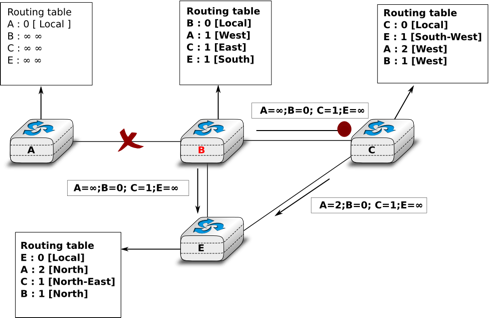 Routing table
A : 0 [ Local ]
B : ∞ ∞
C : ∞ ∞
E : ∞ ∞
Routing table
B : 0 [Local]
A : 1 [West]
C : 1 [East]
E : 1 [South]
Routing table
C : 0 [Local]
E : 1 [South-West]
A : 2 [West]
B : 1 [West]
A=∞;B=0; C=1;E=∞
A
B
C
A=∞;B=0; C=1;E=∞
A=2;B=0; C=1;E=∞
E
Routing table
E : 0 [Local]
A : 2 [North]
C : 1 [North-East]
B : 1 [North]